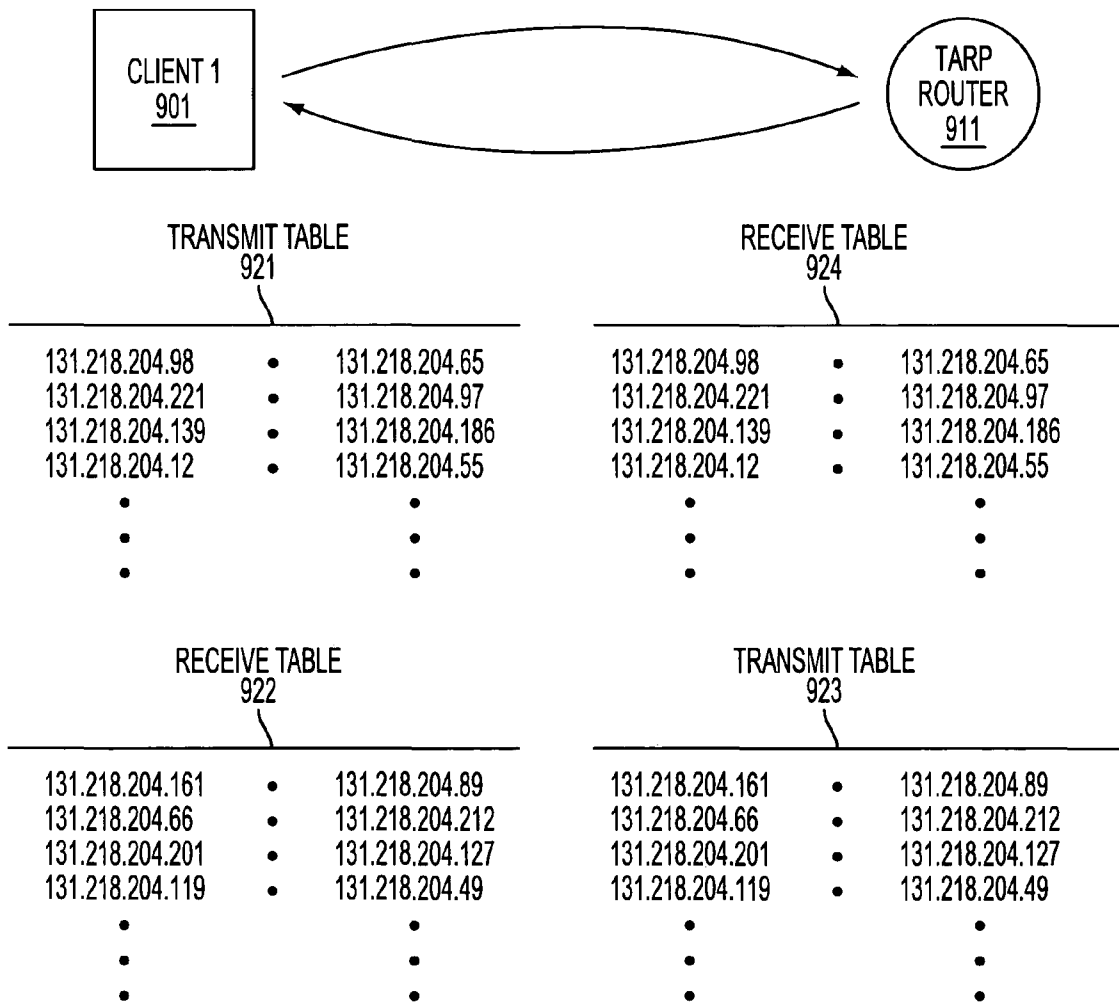 CLIENT 1
901
TARP
ROUTER
911
TRANSMIT TABLE
921
131.218.204.98 • 131.218.204.65
131.218.204.221 • 131.218.204.97
131.218.204.139 • 131.218.204.186
131.218.204.12 • 131.218.204.55
RECEIVE TABLE
924
131.218.204.98 • 131.218.204.65
131.218.204.221 • 131.218.204.97
131.218.204.139 • 131.218.204.186
131.218.204.12 • 131.218.204.55
RECEIVE TABLE
922
131.218.204.161 • 131.218.204.89
131.218.204.66 • 131.218.204.212
131.218.204.201 • 131.218.204.127
131.218.204.119 • 131.218.204.49
TRANSMIT TABLE
923
131.218.204.161 • 131.218.204.89
131.218.204.66 • 131.218.204.212
131.218.204.201 • 131.218.204.127
131.218.204.119 • 131.218.204.49